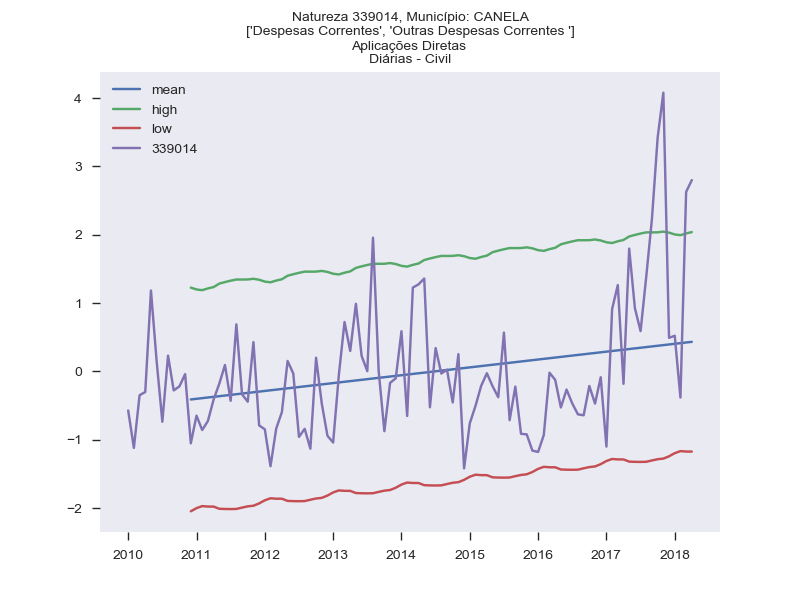 Natureza 339014, Município: CANELA
['Despesas Correntes', 'Outras Despesas Correntes ']
Aplicações Diretas
Diárias - Civil
mean
high
low
339014
4
3
2
1
0
−1
−2
2010 2011 2012 2013 2014 2015 2016 2017 2018